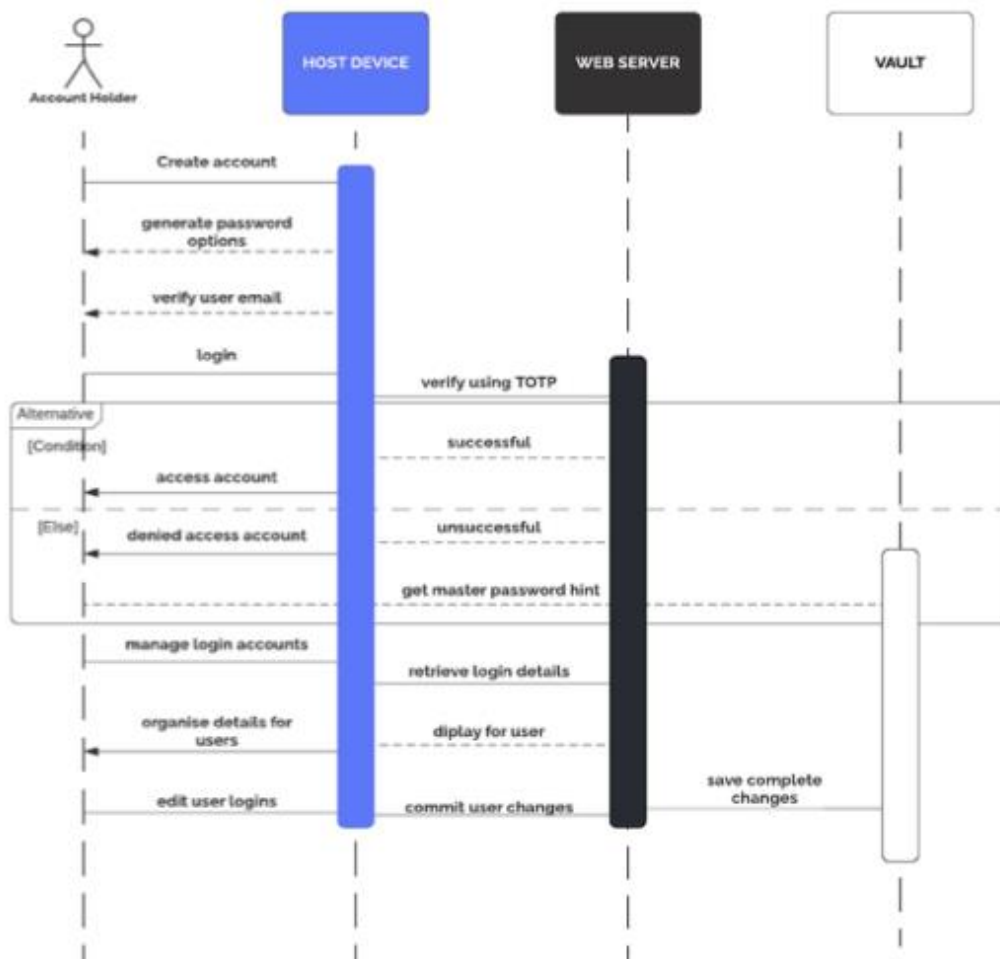 HOST DEVICE
WEB SERVER
VAULT
Account Holder
Create account
generate password
options
verify user email
login
verify using TOTP
Alternative
[Condition]
successful
access account
[Else]
unsuccessful
denied access account
get master password hint
manage login accounts
retrieve login details
organise details for
users
diplay for user
save complete
changes
edit user logins
commit user changes